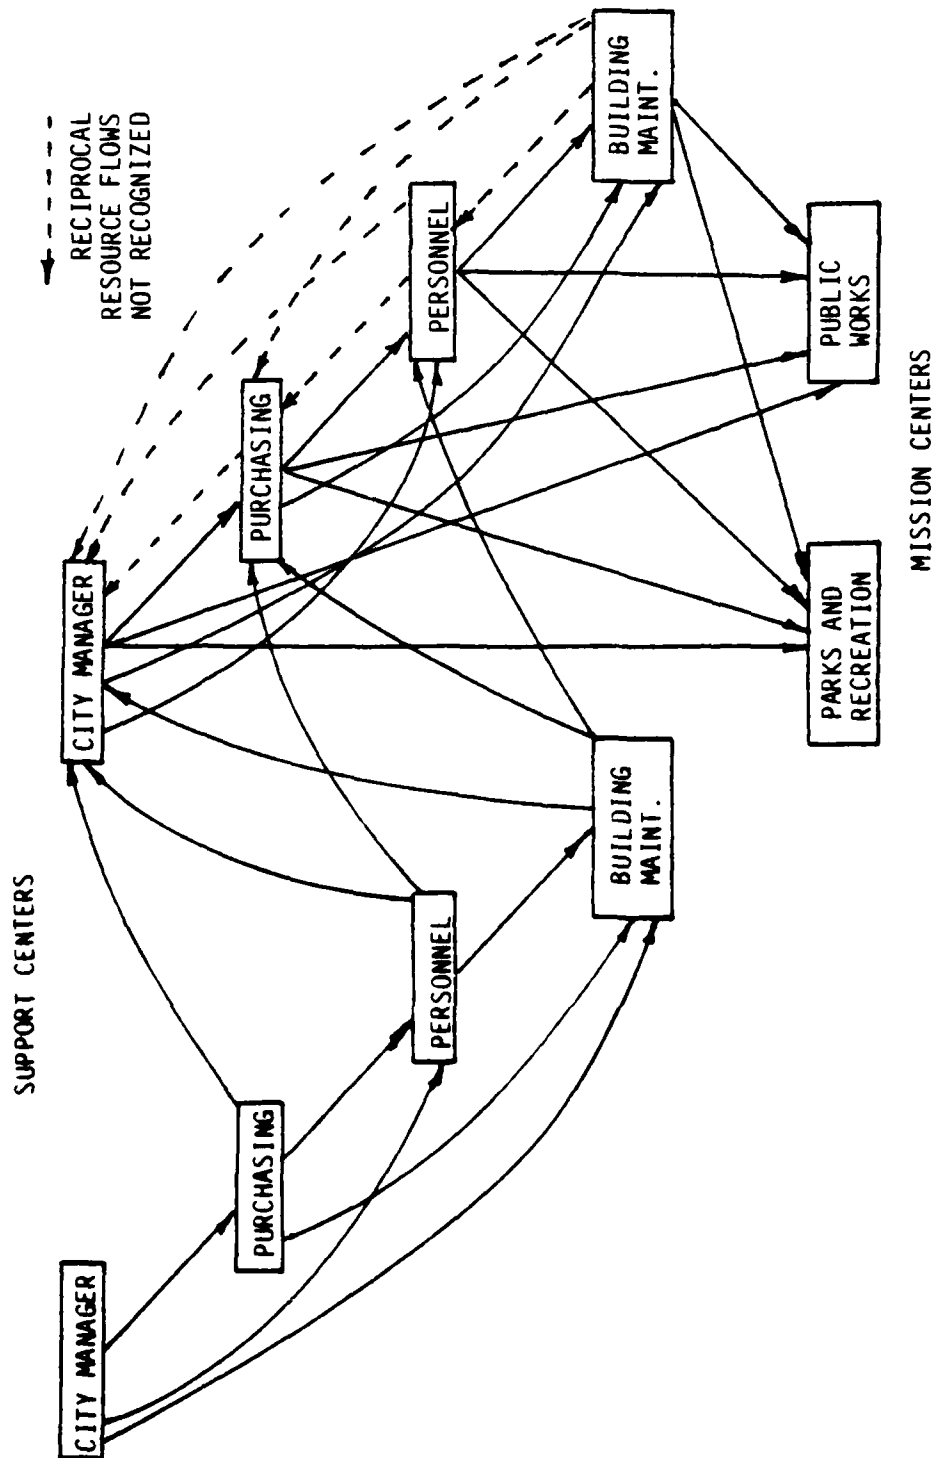 SUPPORT CENTERS
CITY MANAGER
PURCHASING
PERSONNEL
BUILDING
MAINT.
CITY MANAGER
PURCHASING
PERSONNEL
BUILDING
MAINT.
RECIPROCAL
RESOURCE FLOWS
NOT RECOGNIZED
PARKS AND
RECREATION
PUBLIC
WORKS
MISSION CENTERS